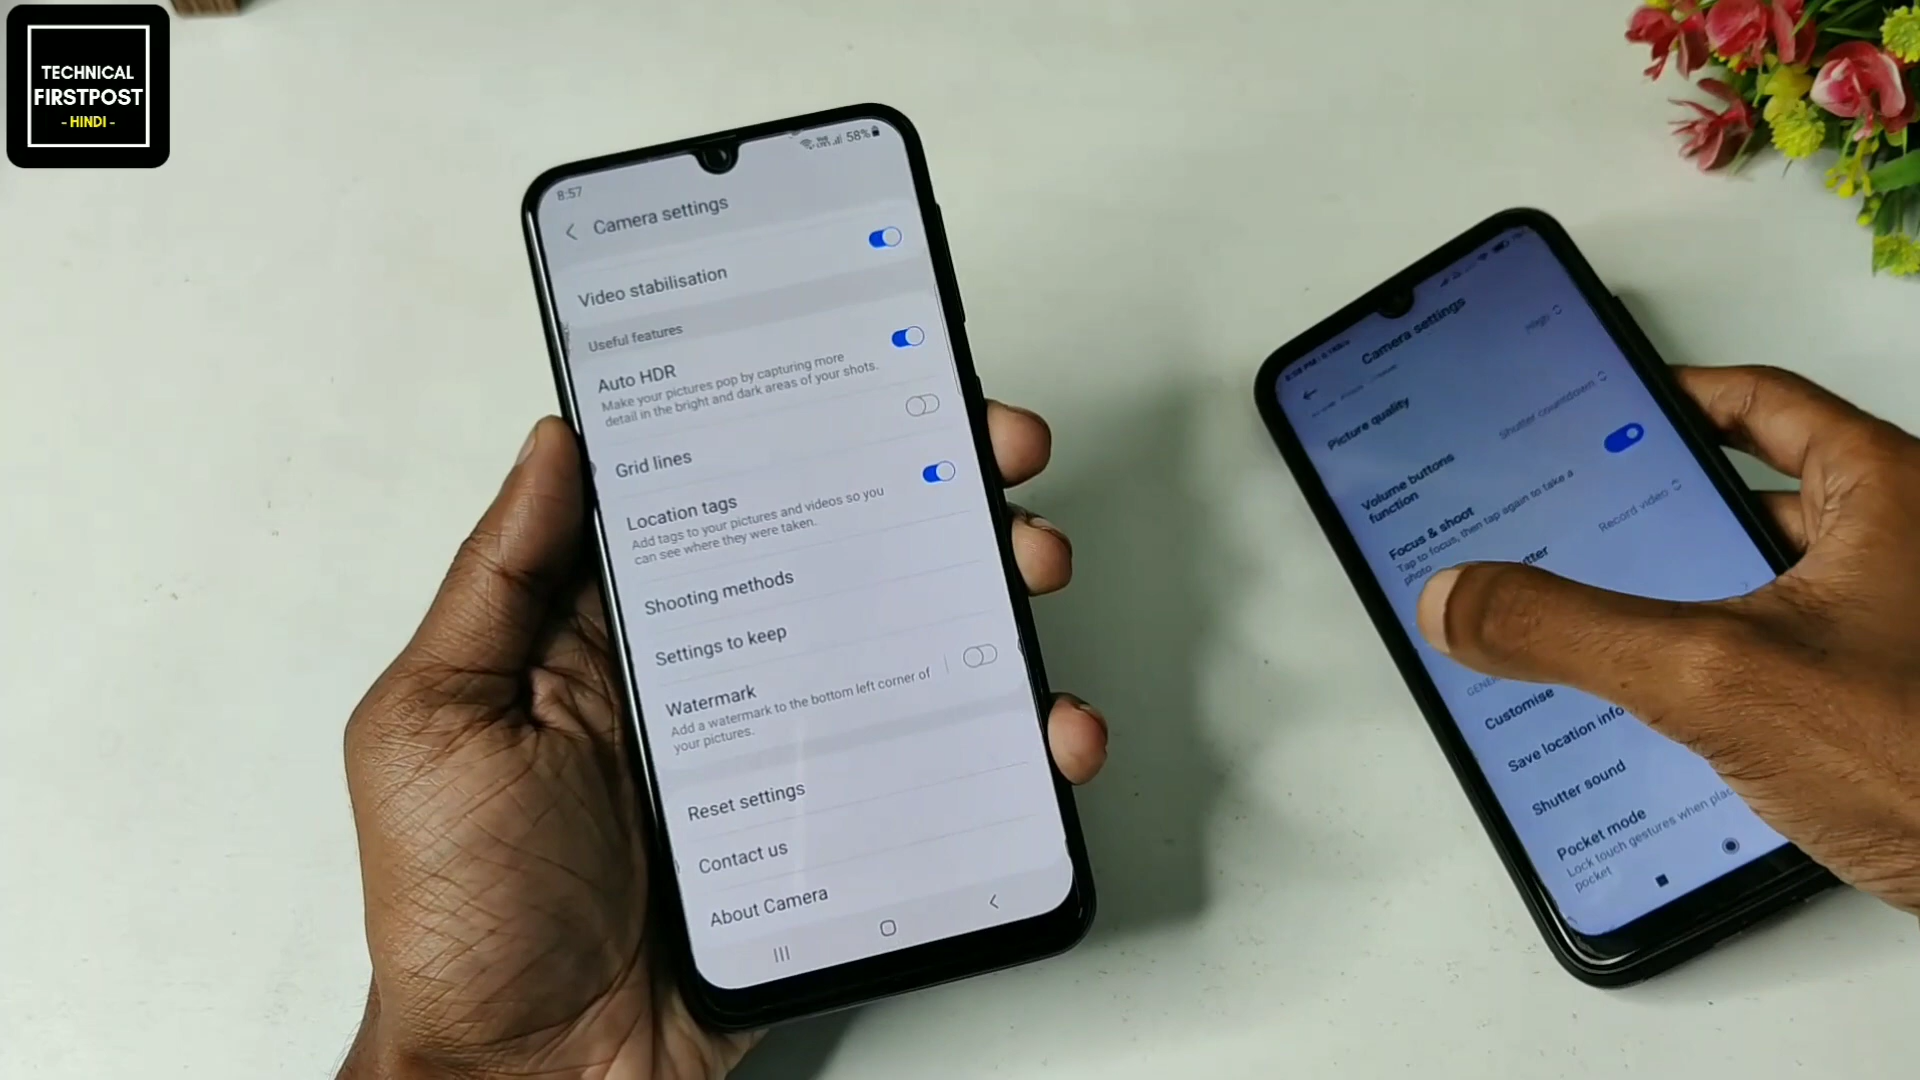 TECHNICAL
FIRSTPOST
- HINDI -
8:57
58%
Camera settings
Video stabilisation
Useful features
Auto HDR
Make your pictures pop by capturing more
detail in the bright and dark areas of your shots.
Grid lines
Location tags
Add tags to your pictures and videos so you
can see where they were taken.
Shooting methods
Settings to keep
Watermark
Add a watermark to the bottom left corner of
your pictures.
Reset settings
Contact us
About Camera
Camera settings
High
Picture quality
Shutter countdown
Volume buttons
function
Focus & shoot
Tap to focus, then tap again to take a
photo
Record video
Customise
Save location info
Shutter sound
Pocket mode
Lock touch gestures when
pocket